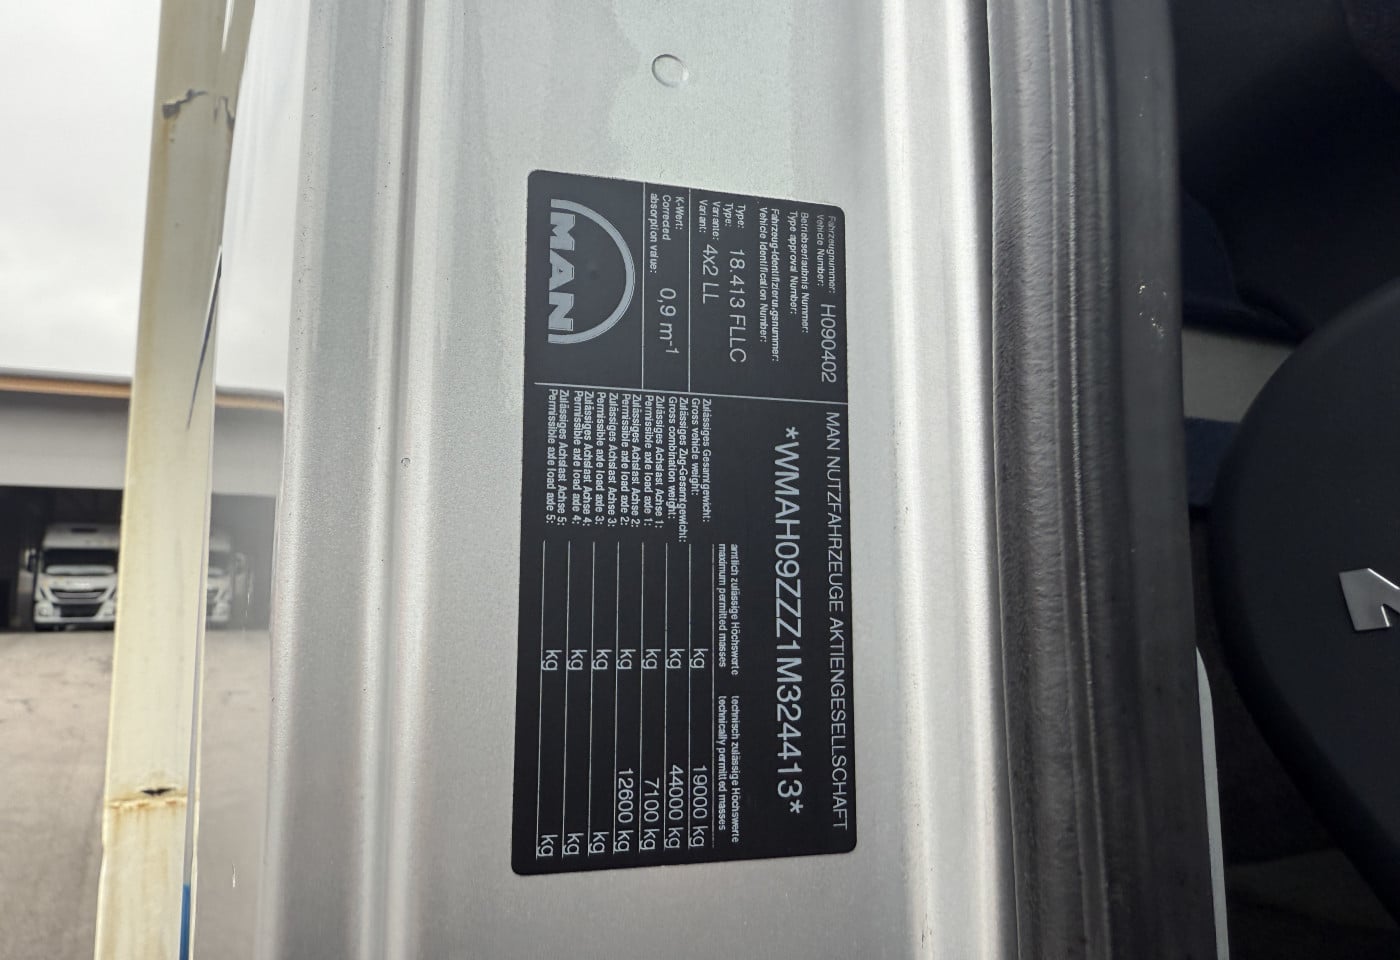 Fahrzeugnummer:
Vehicle Number: H090402
Betriebserlaubnis Nummer:
Type approval Number:
Fahrzeug-Identifizierungsnummer:
Vehicle Identification Number:
Type:
Type: 18.413 FLLC
Variante:
Variant: 4x2 LL
K-Wert:
Corrected
absorption value: 0,9 m-1
MAN
MAN NUTZFAHRZEUGE AKTIENGESELLSCHAFT
*WMAH09ZZZ1M324413*
amtlich zulässige Höchstwerte technisch zulässige Höchstwerte
maximum permitted masses technically permitted masses
Zulässiges Gesamtgewicht:
Gross vehicle weight: kg 19000 kg
Zulässiges Zug-Gesamtgewicht:
Gross combination weight: kg 44000 kg
Zulässiges Achslast Achse 1:
Permissible axle load axle 1: kg 7100 kg
Zulässiges Achslast Achse 2:
Permissible axle load axle 2: kg 12600 kg
Zulässiges Achslast Achse 3:
Permissible axle load axle 3: kg kg
Zulässiges Achslast Achse 4:
Permissible axle load axle 4: kg kg
Zulässiges Achslast Achse 5:
Permissible axle load axle 5: kg kg